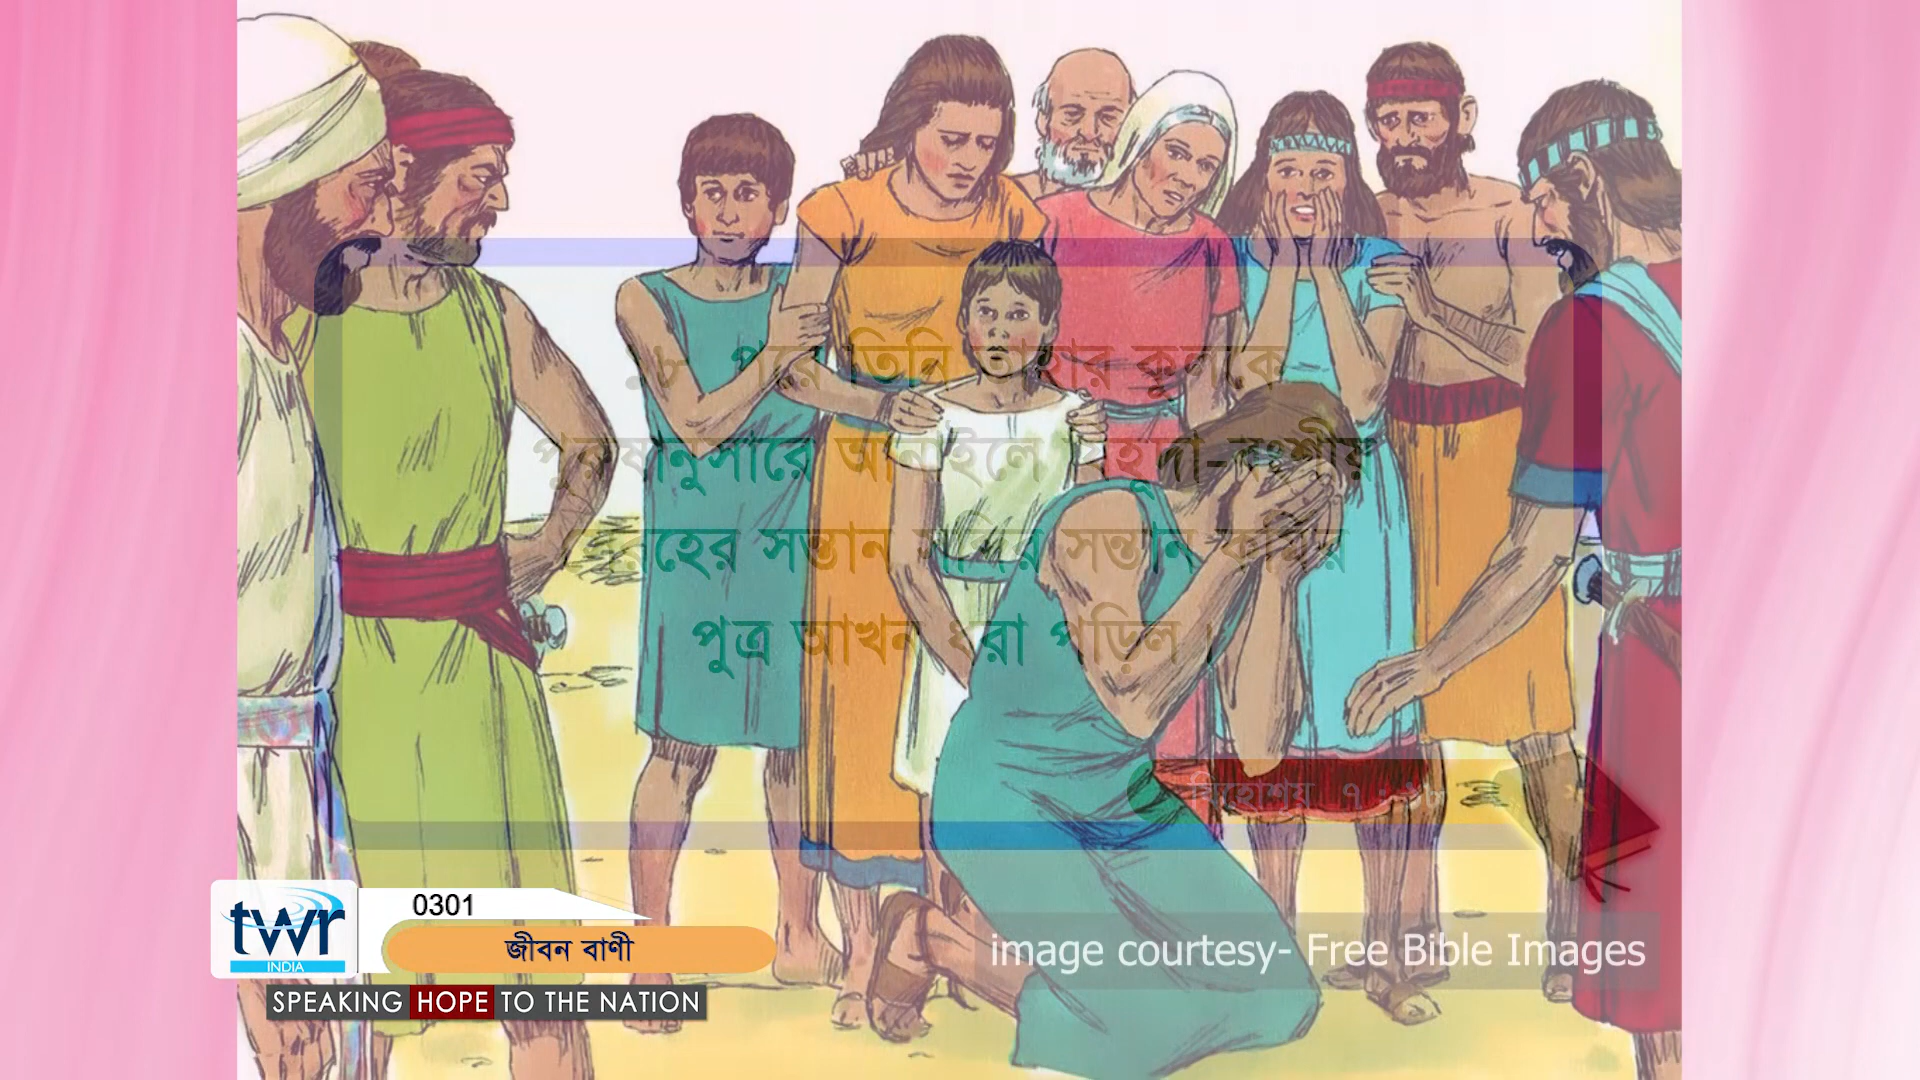 ১৮ পরে তিনি তাহার কুলকে
পুরুষানুসারে আনাইলে যিহূদা-বংশীয়
সেরহের সন্তান সব্দির সন্তান কর্মির
পুত্র আখন ধরা পড়িল ।
যিহোশূয় ৭ : ১৮
0301
twr
INDIA
জীবন বাণী
image courtesy- Free Bible Images
SPEAKING HOPE TO THE NATION